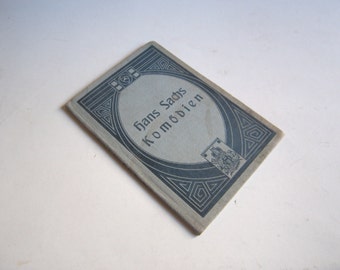 Hans Sachs
Komödien